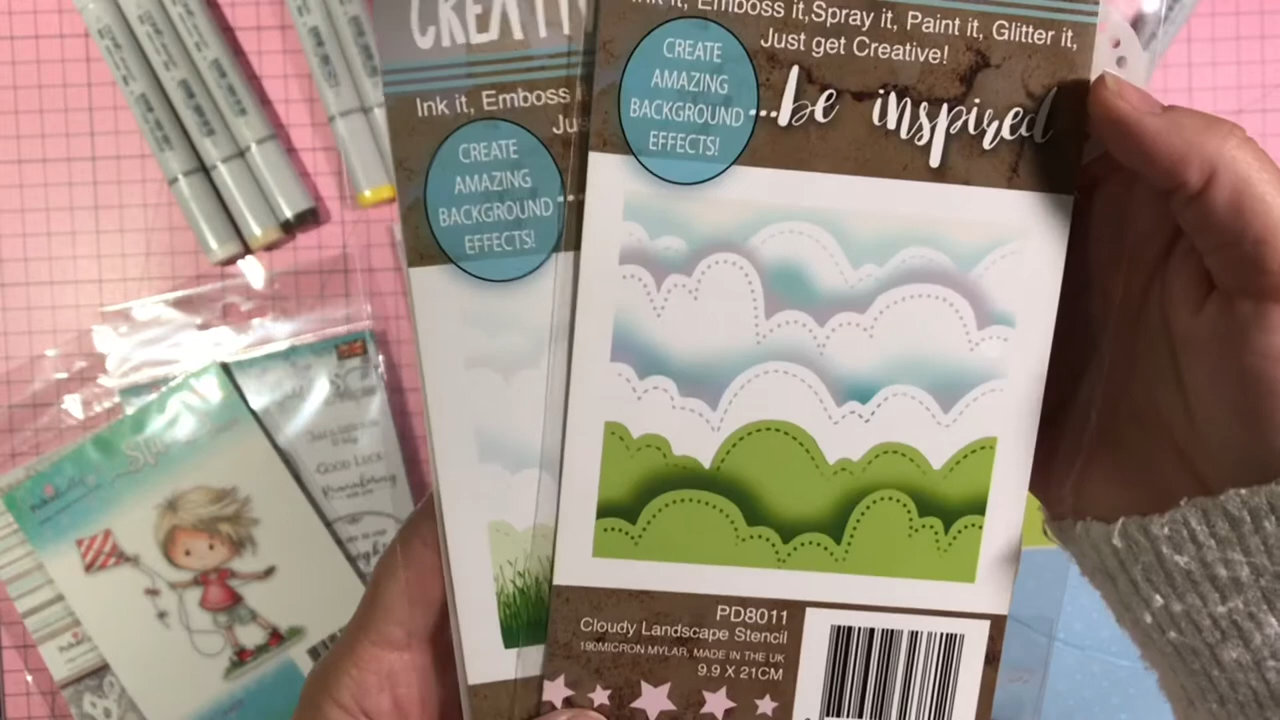 CREATI
Ink it, Emboss
Jus
CREATE
AMAZING
BACKGROUND
EFFECTS!
Ink it, Emboss it,Spray it, Paint it, Glitter it,
Just get Creative!
CREATE
AMAZING
BACKGROUND
EFFECTS!
...be inspired
PD8011
Cloudy Landscape Stencil
190MICRON MYLAR, MADE IN THE UK
9.9 X 21CM
GOOD LUCK